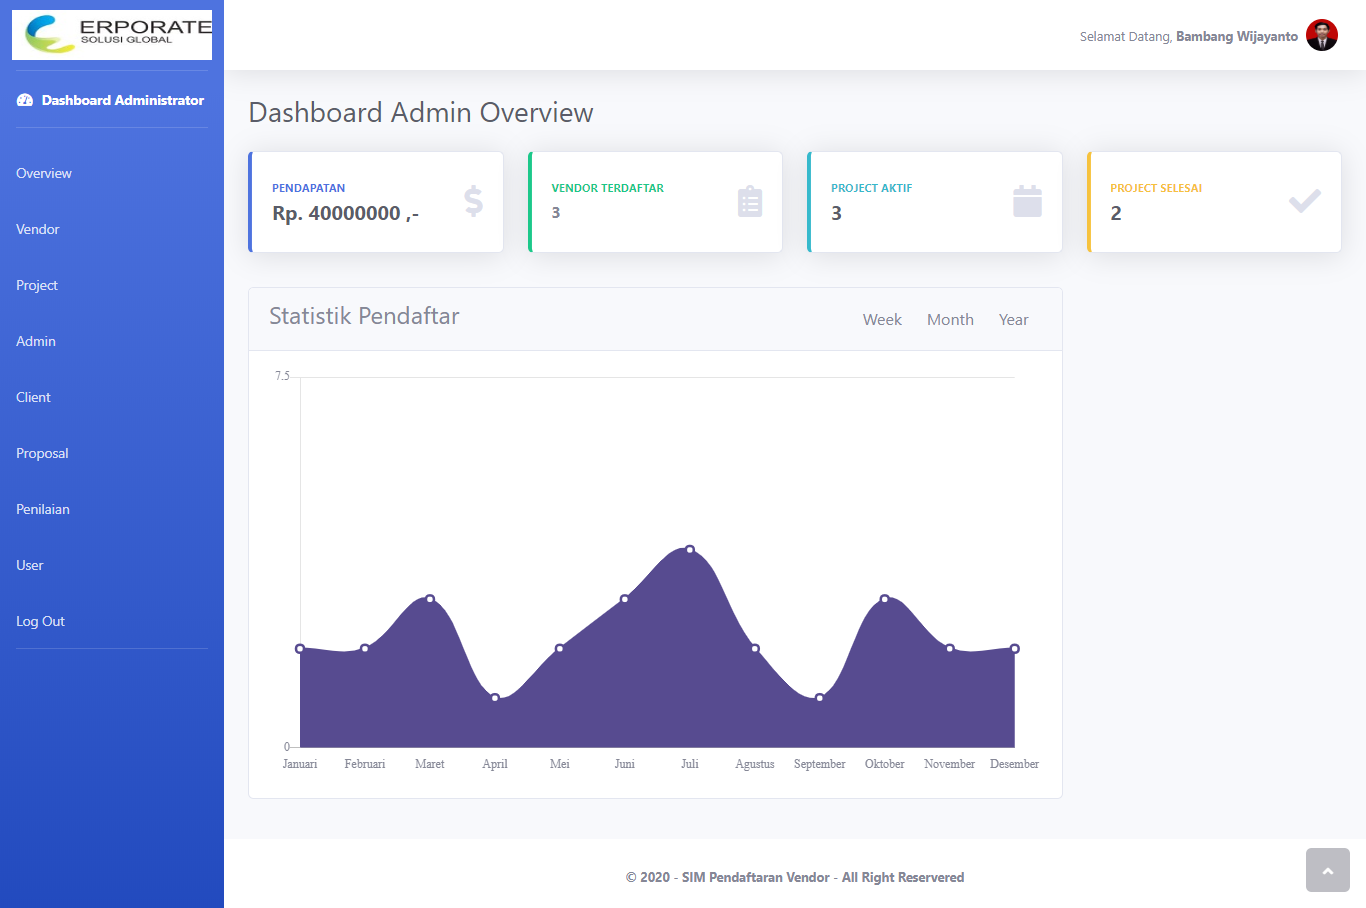 ERPORATE
SOLUSI GLOBAL
Dashboard Administrator
Overview
Vendor
Project
Admin
Client
Proposal
Penilaian
User
Log Out
Selamat Datang, Bambang Wijayanto
Dashboard Admin Overview
PENDAPATAN
Rp. 40000000 ,-
VENDOR TERDAFTAR
3
PROJECT AKTIF
3
PROJECT SELESAI
2
Statistik Pendaftar
Week Month Year
7.5
0
Januari Februari Maret April Mei Juni Juli Agustus September Oktober November Desember
© 2020 - SIM Pendaftaran Vendor - All Right Reservered